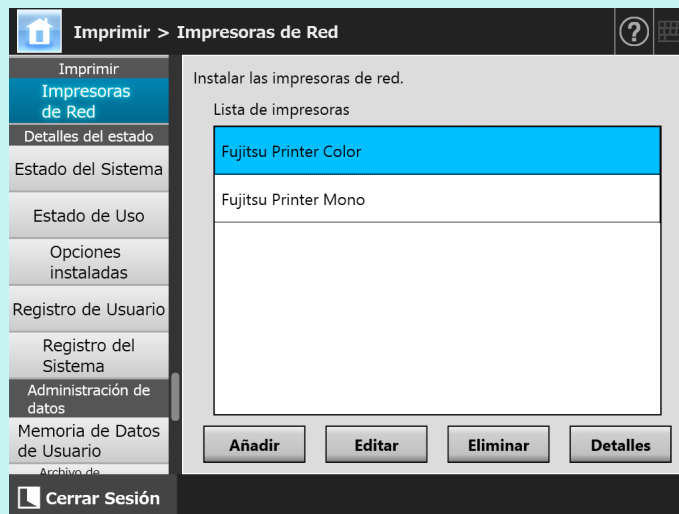 Imprimir > Impresoras de Red
?
Imprimir
Impresoras
de Red
Detalles del estado
Estado del Sistema
Estado de Uso
Opciones
instaladas
Registro de Usuario
Registro del
Sistema
Administración de
datos
Memoria de Datos
de Usuario
Archivo de
Cerrar Sesión
Instalar las impresoras de red.
Lista de impresoras
Fujitsu Printer Color
Fujitsu Printer Mono
Añadir
Editar
Eliminar
Detalles